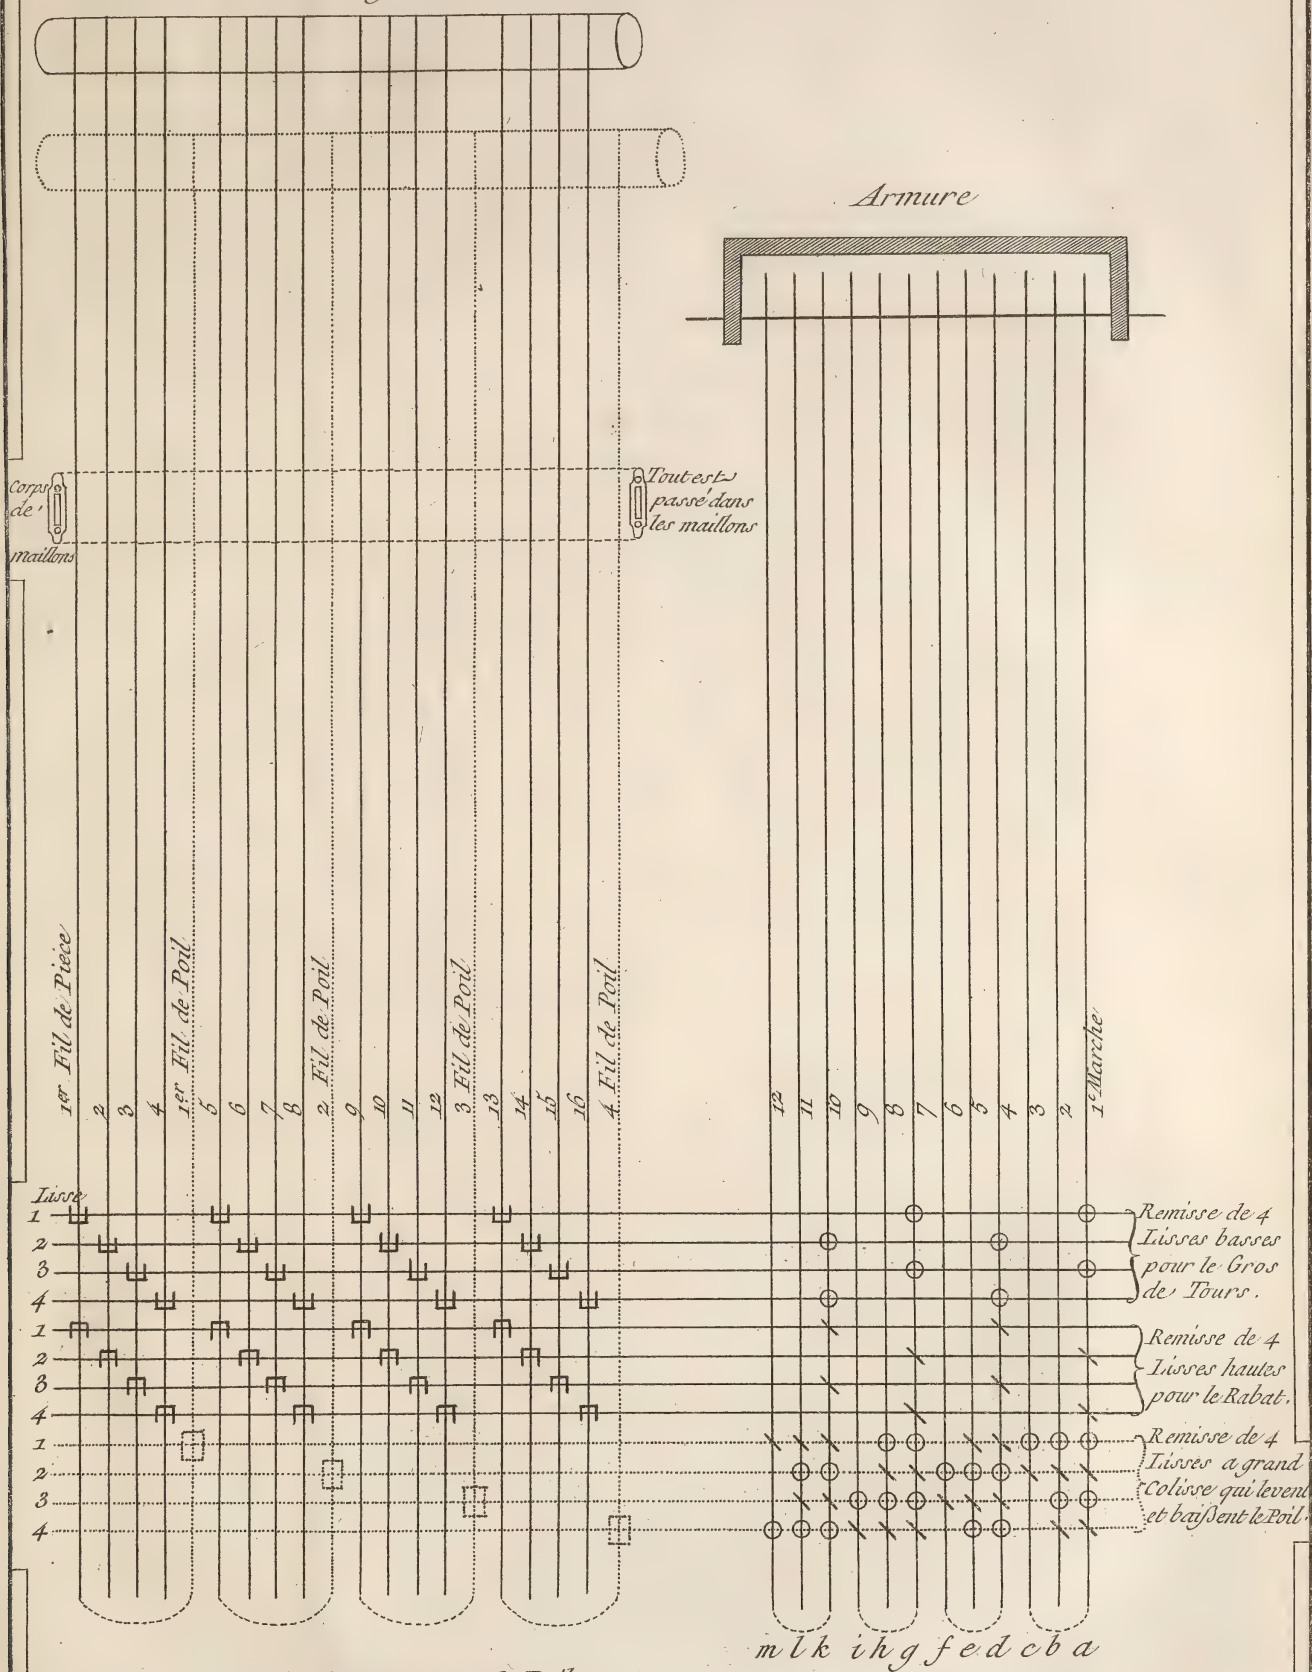 Armure
Corps
de
maillons
Tout est
passé dans
les maillons
1er Fil de Piece
2
3
4
1er Fil de Poil
5
6
7
8
2 Fil de Poil
9
10
11
12
3 Fil de Poil
13
14
15
16
4 Fil de Poil
12
11
10
9
8
7
6
5
4
3
2
1e Marche
Lisse
1
2
3
4
1
2
3
4
1
2
3
4
Remisse de 4
Lisses basses
pour le Gros
de Tours.
Remisse de 4
Lisses hautes
pour le Rabat.
Remisse de 4
Lisses a grand
Colisse qui levent
et baissent le Poil.
m l k i h g f e d c b a